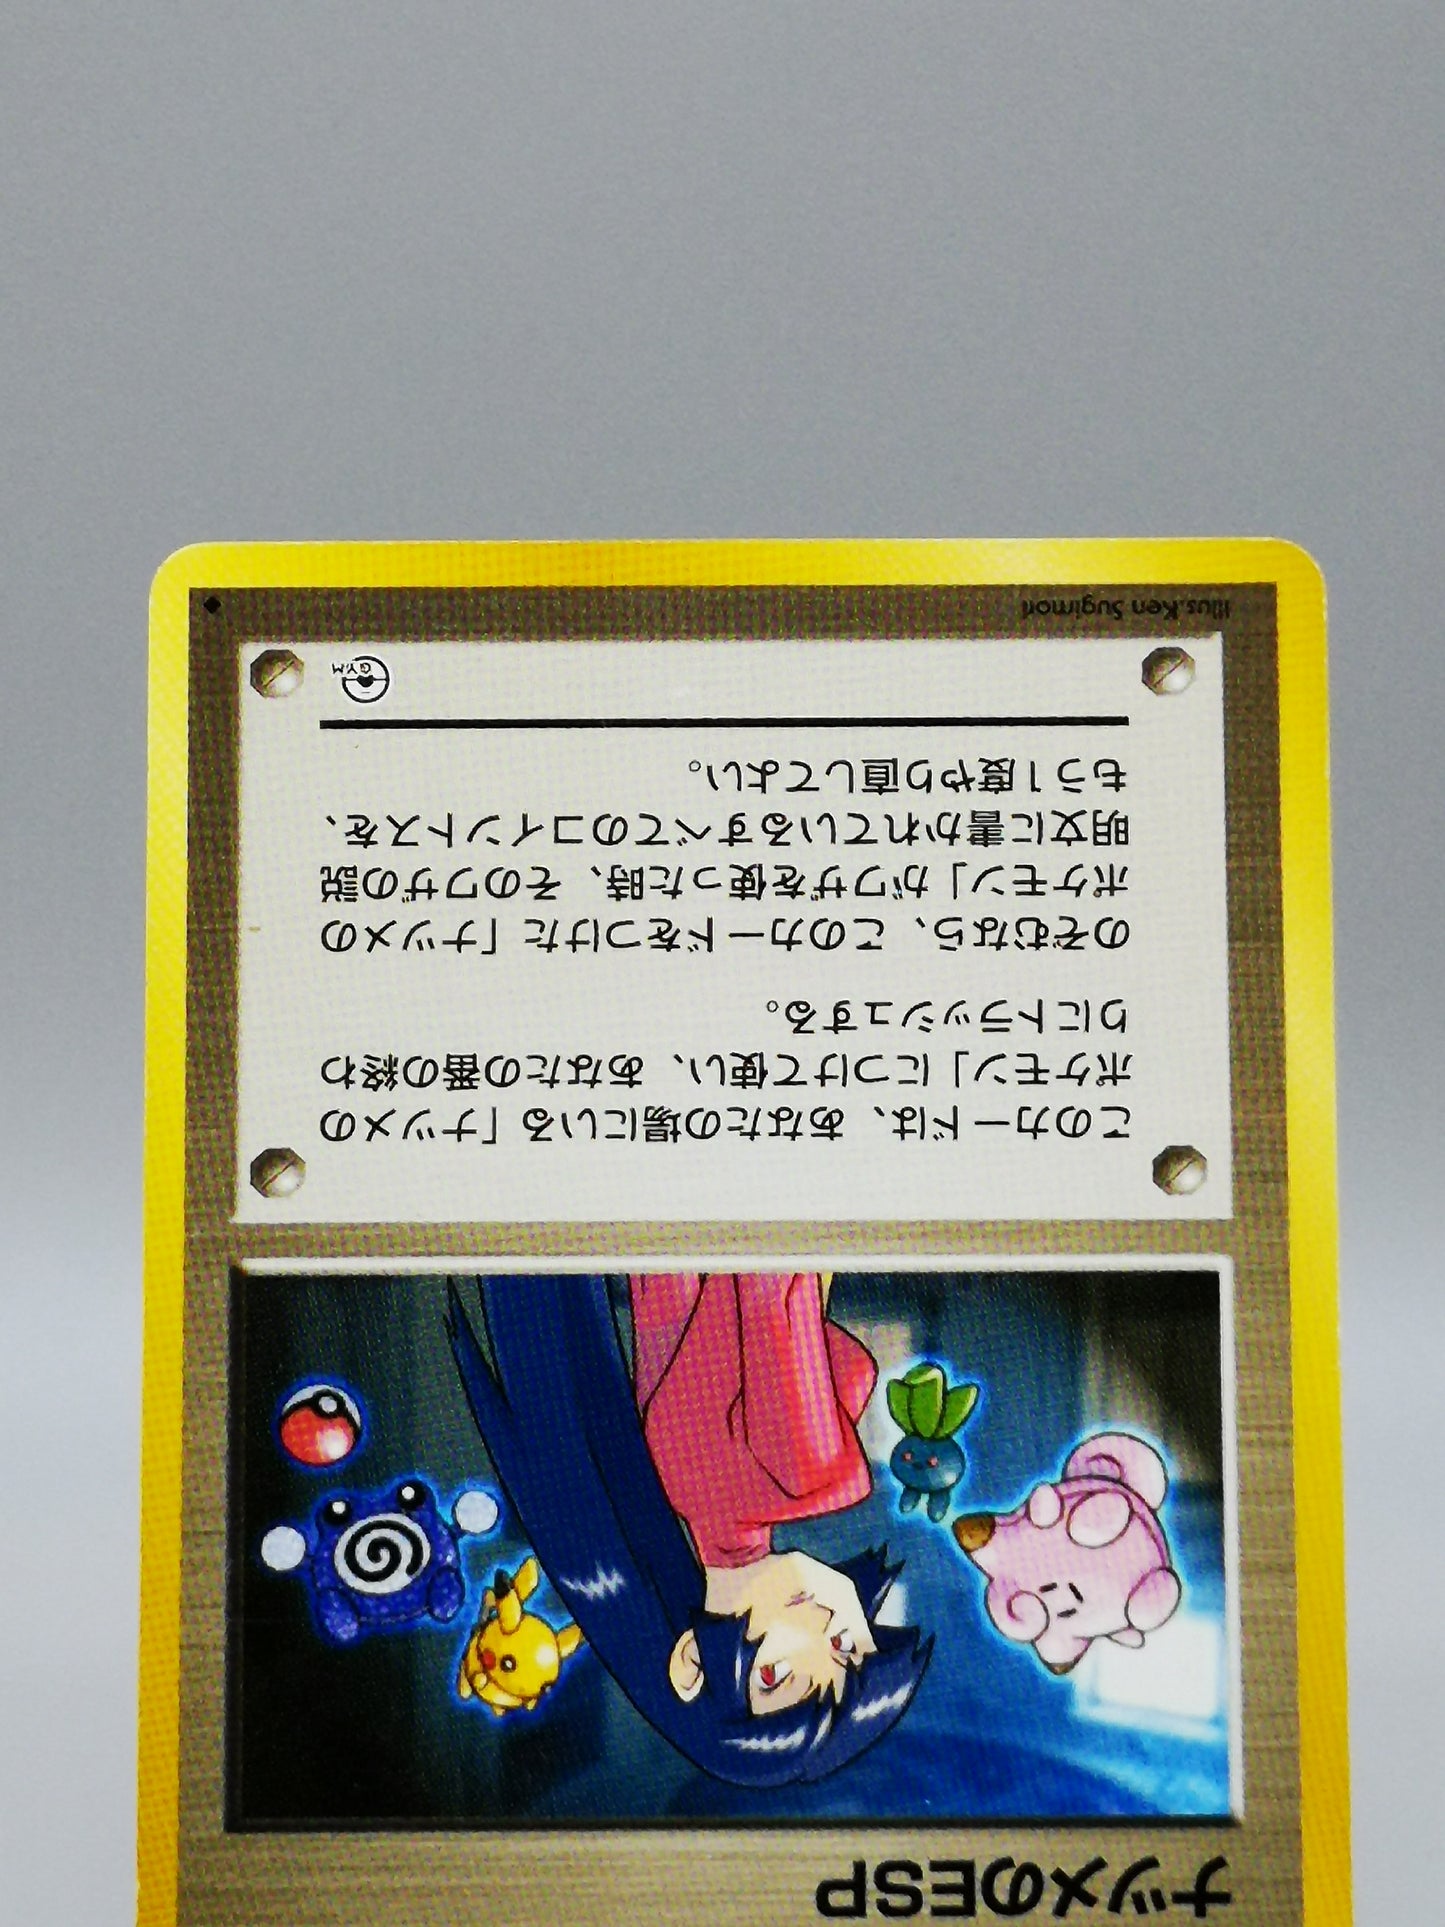 ナツメのESP
このカードは、あなたの場にいる「ナツメの
ポケモン」につけて使い、あなたの番の終わ
りにトラッシュする。
のぞむなら、このカードをつけた「ナツメの
ポケモン」がワザを使った時、そのワザの説
明文に書かれているすべてのコイントスを、
もう1度やり直してよい。
GYM
Illus.Ken Sugimori